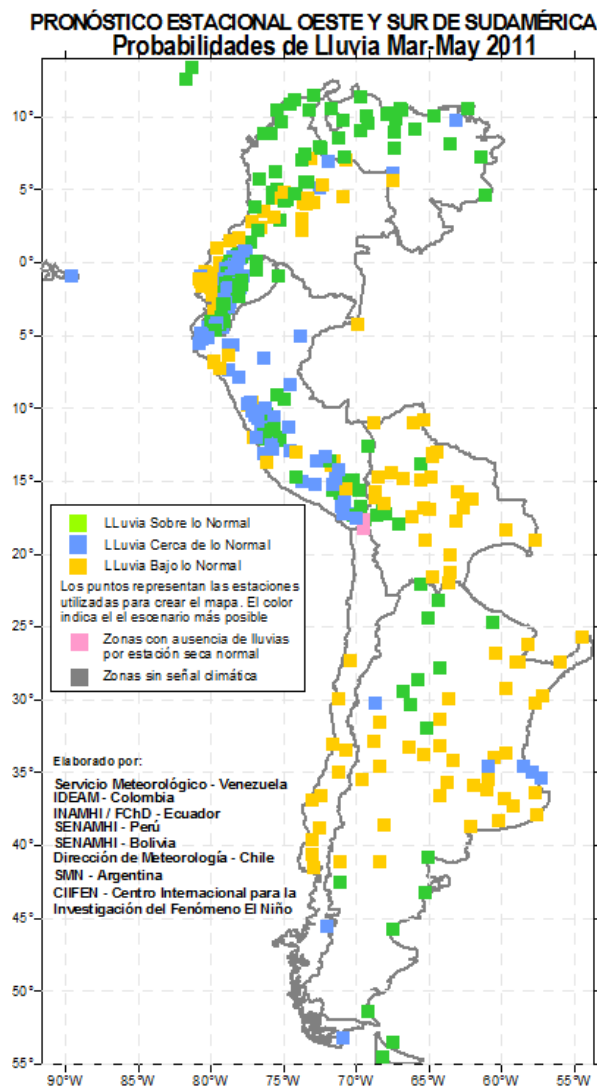 PRONÓSTICO ESTACIONAL OESTE Y SUR DE SUDAMÉRICA
Probabilidades de Lluvia Mar-May 2011
10°
5°
0°
5°
10°
15°
20°
25°
30°
35°
40°
45°
50°
55°
LLuvia Sobre lo Normal
LLuvia Cerca de lo Normal
LLuvia Bajo lo Normal
Los puntos representan las estaciones
utilizadas para crear el mapa. El color
indica el el escenario más posible
Zonas con ausencia de lluvias
por estación seca normal
Zonas sin señal climática
Elaborado por:
Servicio Meteorológico - Venezuela
IDEAM - Colombia
INAMHI / FChD - Ecuador
SENAMHI - Perú
SENAMHI - Bolivia
Dirección de Meteorología - Chile
SMN - Argentina
CIIFEN - Centro Internacional para la
Investigación del Fenómeno El Niño
90°W 85°W 80°W 75°W 70°W 65°W 60°W 55°W